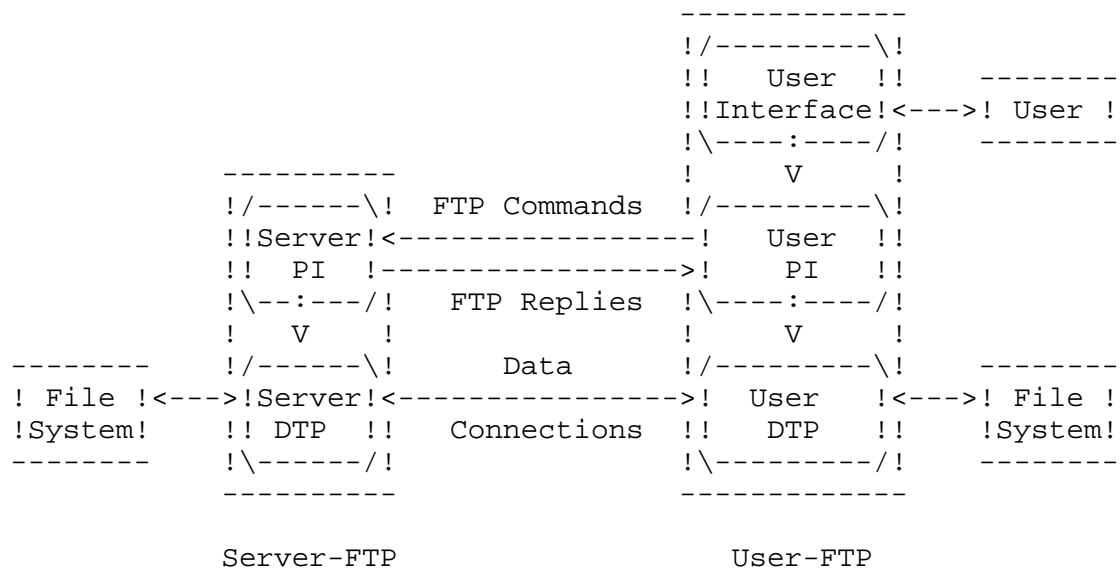 -------------
                                            !/---------\!
                                            !!   User  !!    --------
                                            !!Interface!<--->! User !
                                            !\----:----/!    --------
                ----------                  !     V     !
                !/------\!  FTP Commands    !/---------\!
                !!Server!<------------------!   User   !!
                !!  PI  !------------------>!    PI    !!
                !\--:---/!   FTP Replies    !\----:----/!
                !   V    !                  !     V     !
--------        !/------\!      Data        !/---------\!    --------
! File !<--->!Server!<---------------->!  User    !<--->! File !
!System!     !! DTP !!   Connections   !!   DTP   !!    !System!
--------        !\------/!                  !\---------/!    --------
                ----------                  -------------
Server-FTP                   User-FTP